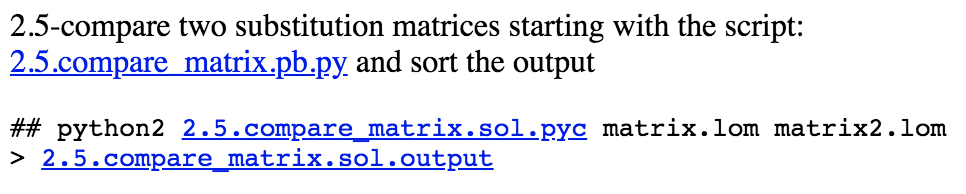 2.5-compare two substitution matrices starting with the script:
2.5.compare_matrix.pb.py and sort the output
## python2 2.5.compare_matrix.sol.pyc matrix.lom matrix2.lom
> 2.5.compare_matrix.sol.output